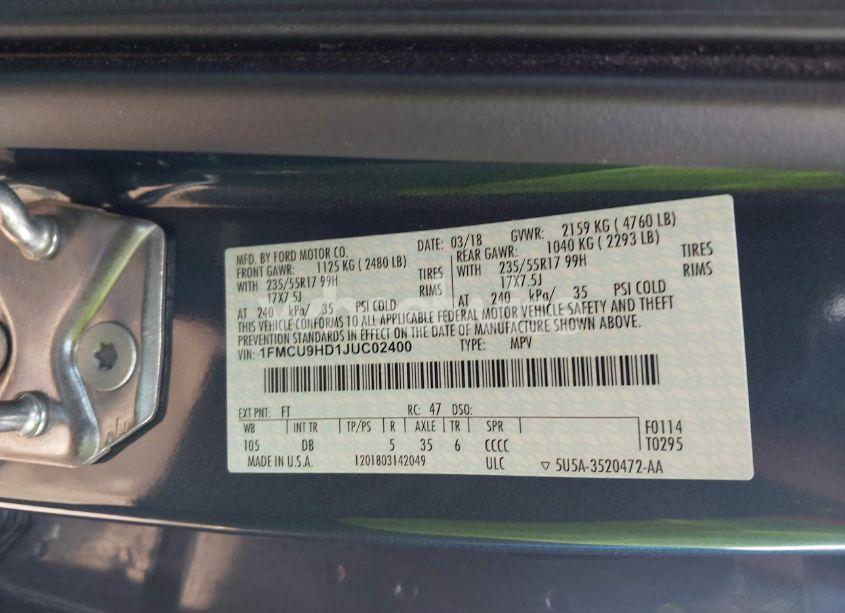 MFD. BY FORD MOTOR CO.
DATE: 03/18 GVWR: 2159 KG ( 4760 LB)
FRONT GAWR: 1125 KG ( 2480 LB)
REAR GAWR: 1040 KG ( 2293 LB)
WITH 235/55R17 99H TIRES
WITH 235/55R17 99H TIRES
17X7.5J RIMS
17X7.5J RIMS
AT 240 kPa/ 35 PSI COLD
AT 240 kPa/ 35 PSI COLD
THIS VEHICLE CONFORMS TO ALL APPLICABLE FEDERAL MOTOR VEHICLE SAFETY AND THEFT
PREVENTION STANDARDS IN EFFECT ON THE DATE OF MANUFACTURE SHOWN ABOVE.
VIN: 1FMCU9HD1JUC02400 TYPE: MPV
EXT PNT: FT RC: 47 DSO:
WB INT TR TP/PS R AXLE TR SPR
105 DB 5 35 6 CCCC
F0114
T0295
MADE IN U.S.A. 1201803142049 ULC ▽ 5U5A-3520472-AA